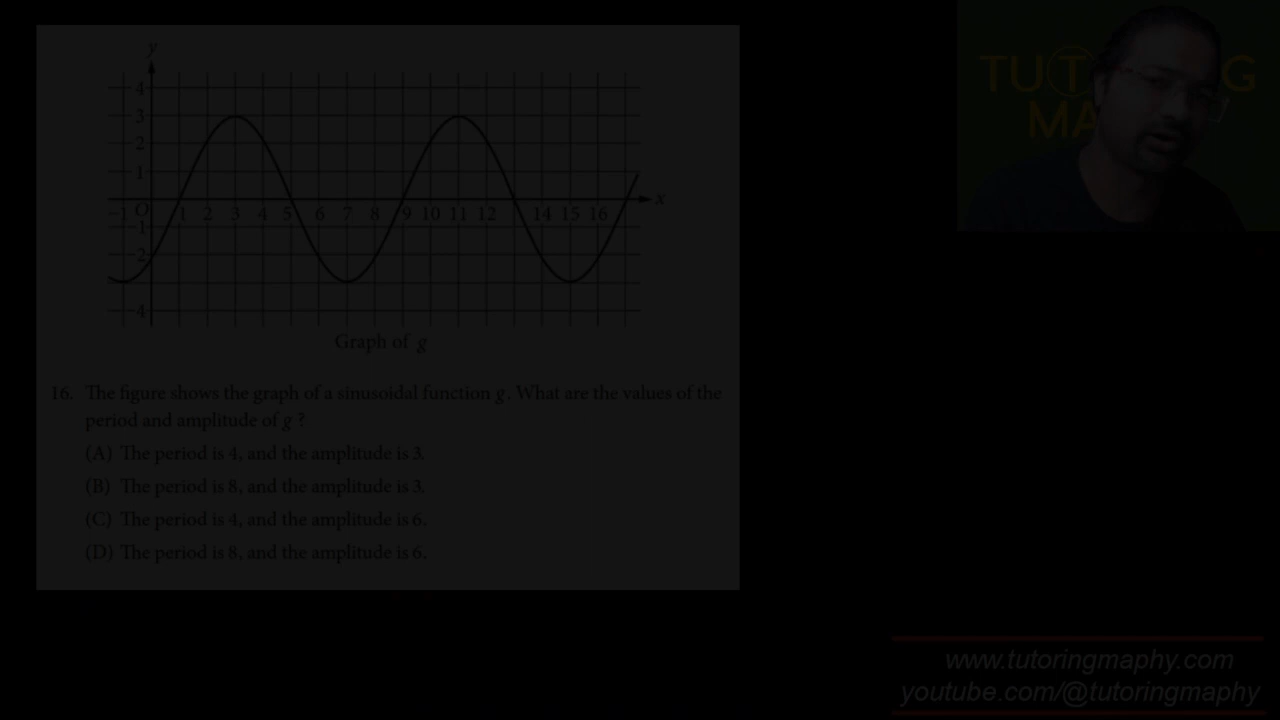 TUT G
MA
y
4
3
2
1
-1 O 1 2 3 4 5 6 7 8 9 10 11 12 14 15 16 x
-1
-2
-4
Graph of g
16. The figure shows the graph of a sinusoidal function g. What are the values of the
period and amplitude of g ?
(A) The period is 4, and the amplitude is 3.
(B) The period is 8, and the amplitude is 3.
(C) The period is 4, and the amplitude is 6.
(D) The period is 8, and the amplitude is 6.
www.tutoringmaphy.com
youtube.com/@tutoringmaphy